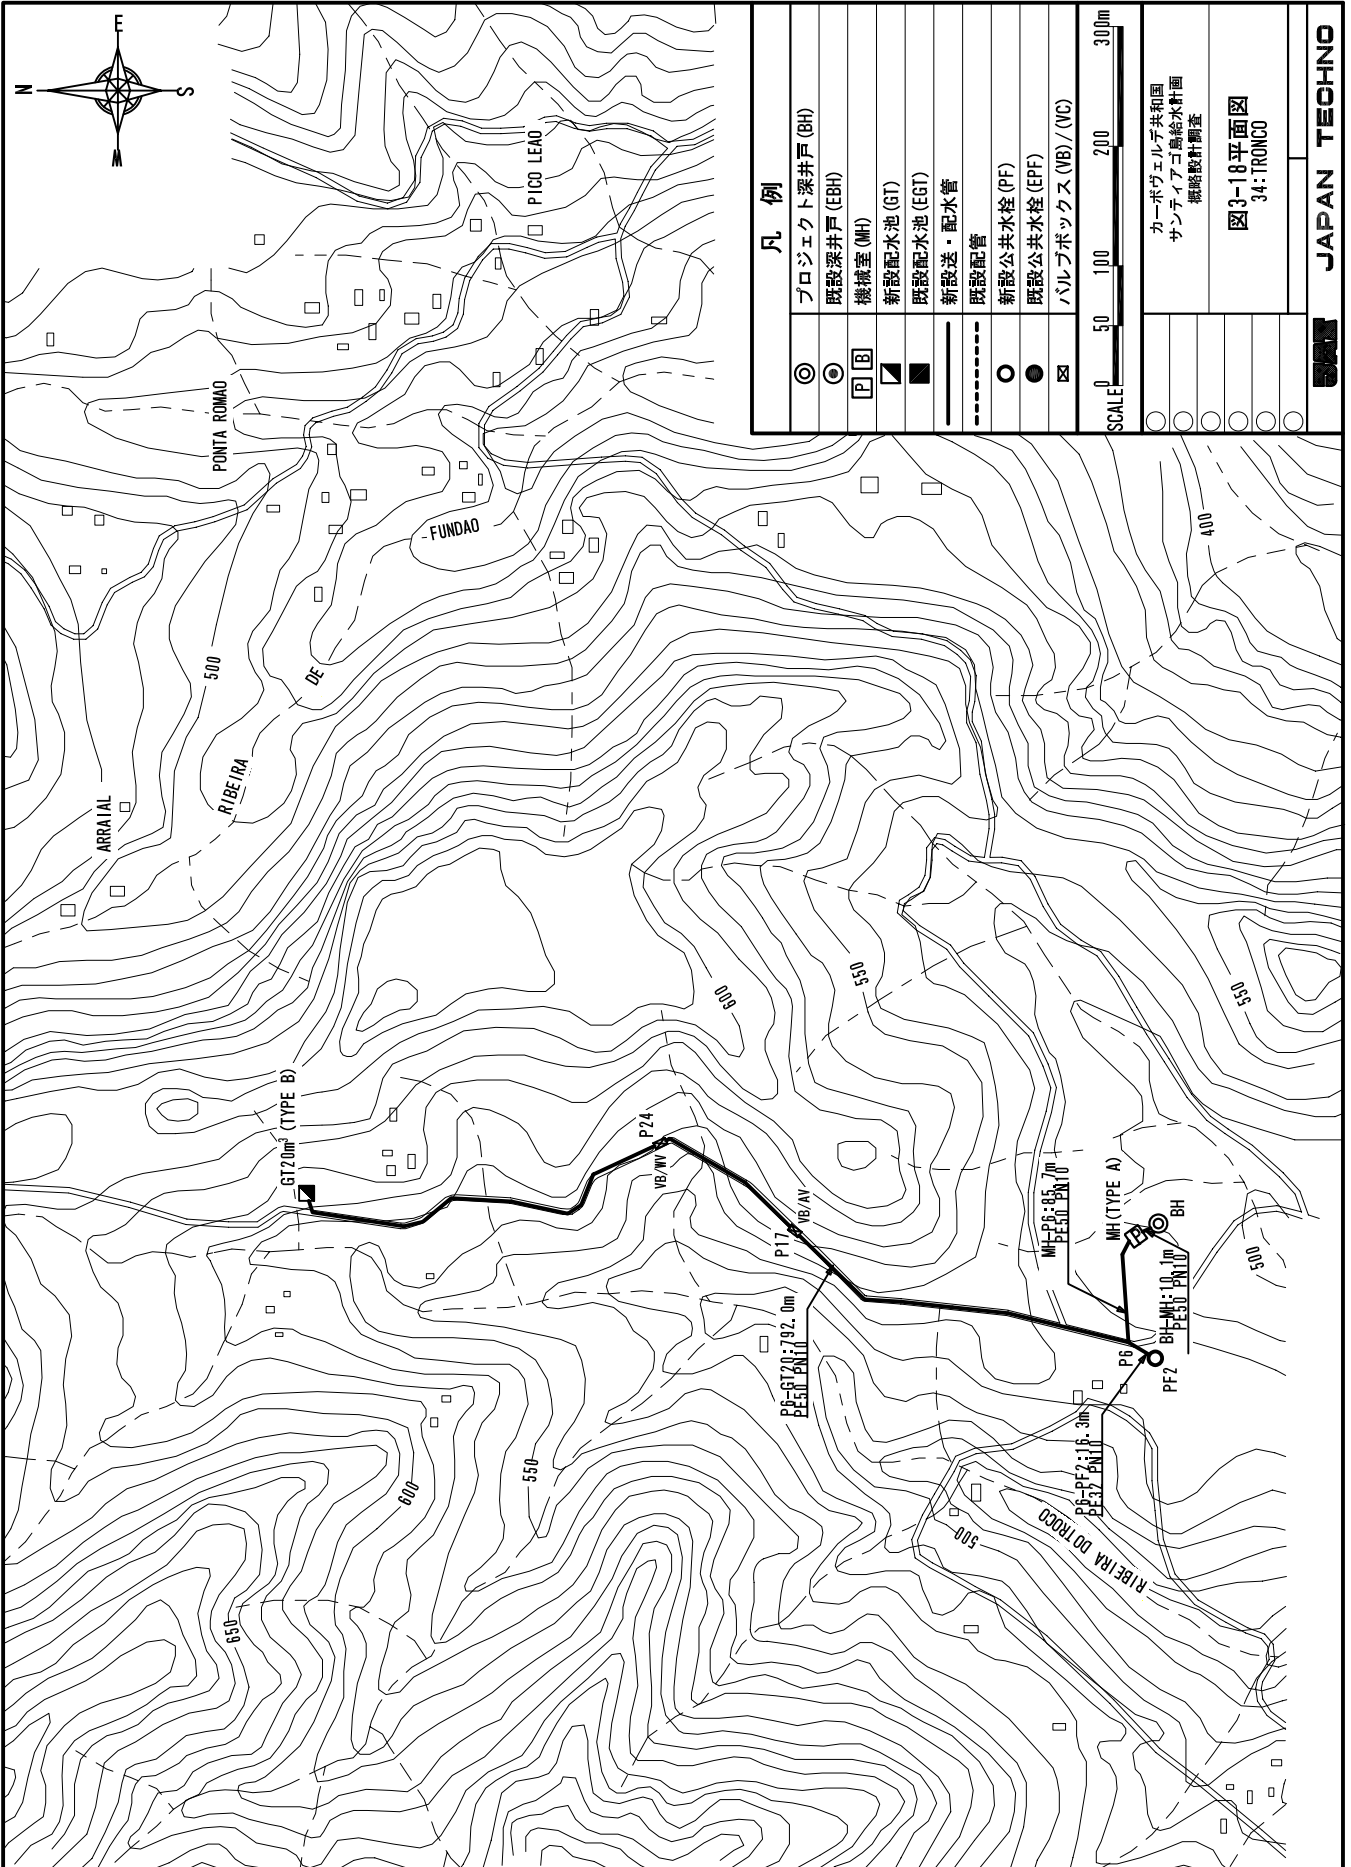 N
E
S
W
ARRAIAL
PONTA ROMAO
PICO LEAO
RIBEIRA
DE
FUNDAO
500
600
550
550
400
500
GT20m³ (TYPE B)
VB/WV
P24
P17
VB/AV
P6-GT20:792.0m
PE50 PN10
MH-P6:85.7m
PE50 PN10
MH(TYPE A)
P
BH
BH-MH:10.1m
PE50 PN10
P6
PF2
P6-PF2:16.3m
PE32 PN10
RIBEIRA DO TROCO
500
550
600
650
凡 例
プロジェクト深井戸(BH)
既設深井戸(EBH)
P B 機械室(MH)
新設配水池(GT)
既設配水池(EGT)
新設送・配水管
既設配管
新設公共水栓(PF)
既設公共水栓(EPF)
バルブボックス(VB)/(VC)
SCALE 0 50 100 200 300m
カーボヴェルデ共和国
サンティアゴ島給水計画
概略設計調査
図3-18平面図
34:TRONCO
JAPAN TECHNO